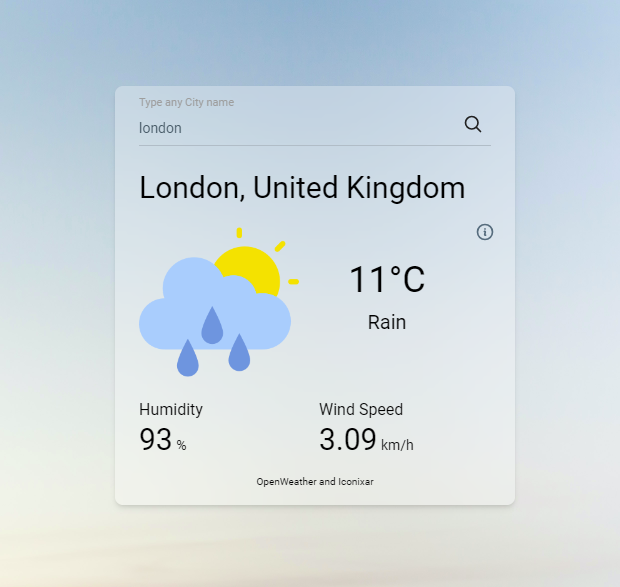 Type any City name
london
London, United Kingdom
11°C
Rain
Humidity
Wind Speed
93 %
3.09 km/h
OpenWeather and Iconixar